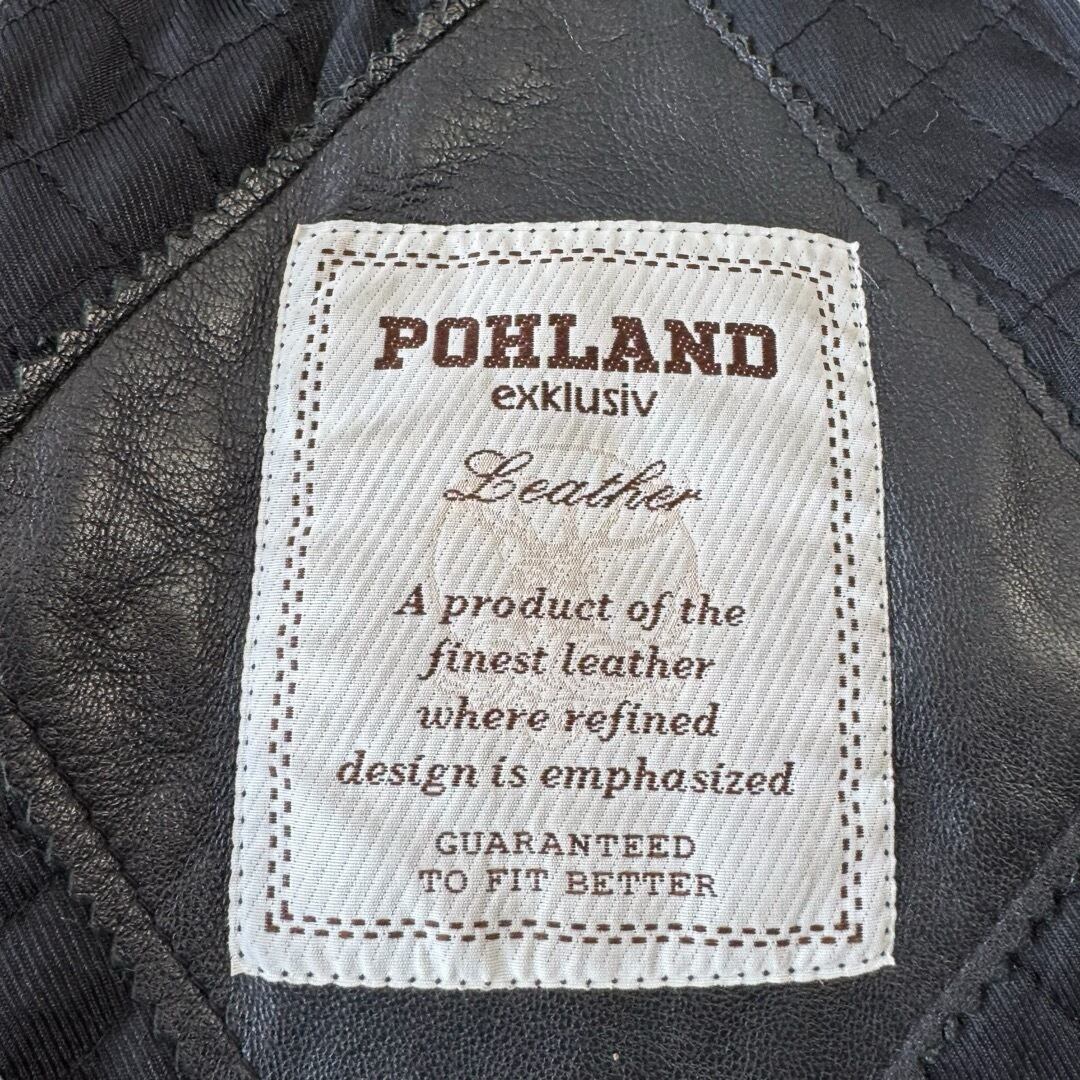 POHLAND
exklusiv
Leather
A product of the
finest leather
where refined
design is emphasized
GUARANTEED
TO FIT BETTER